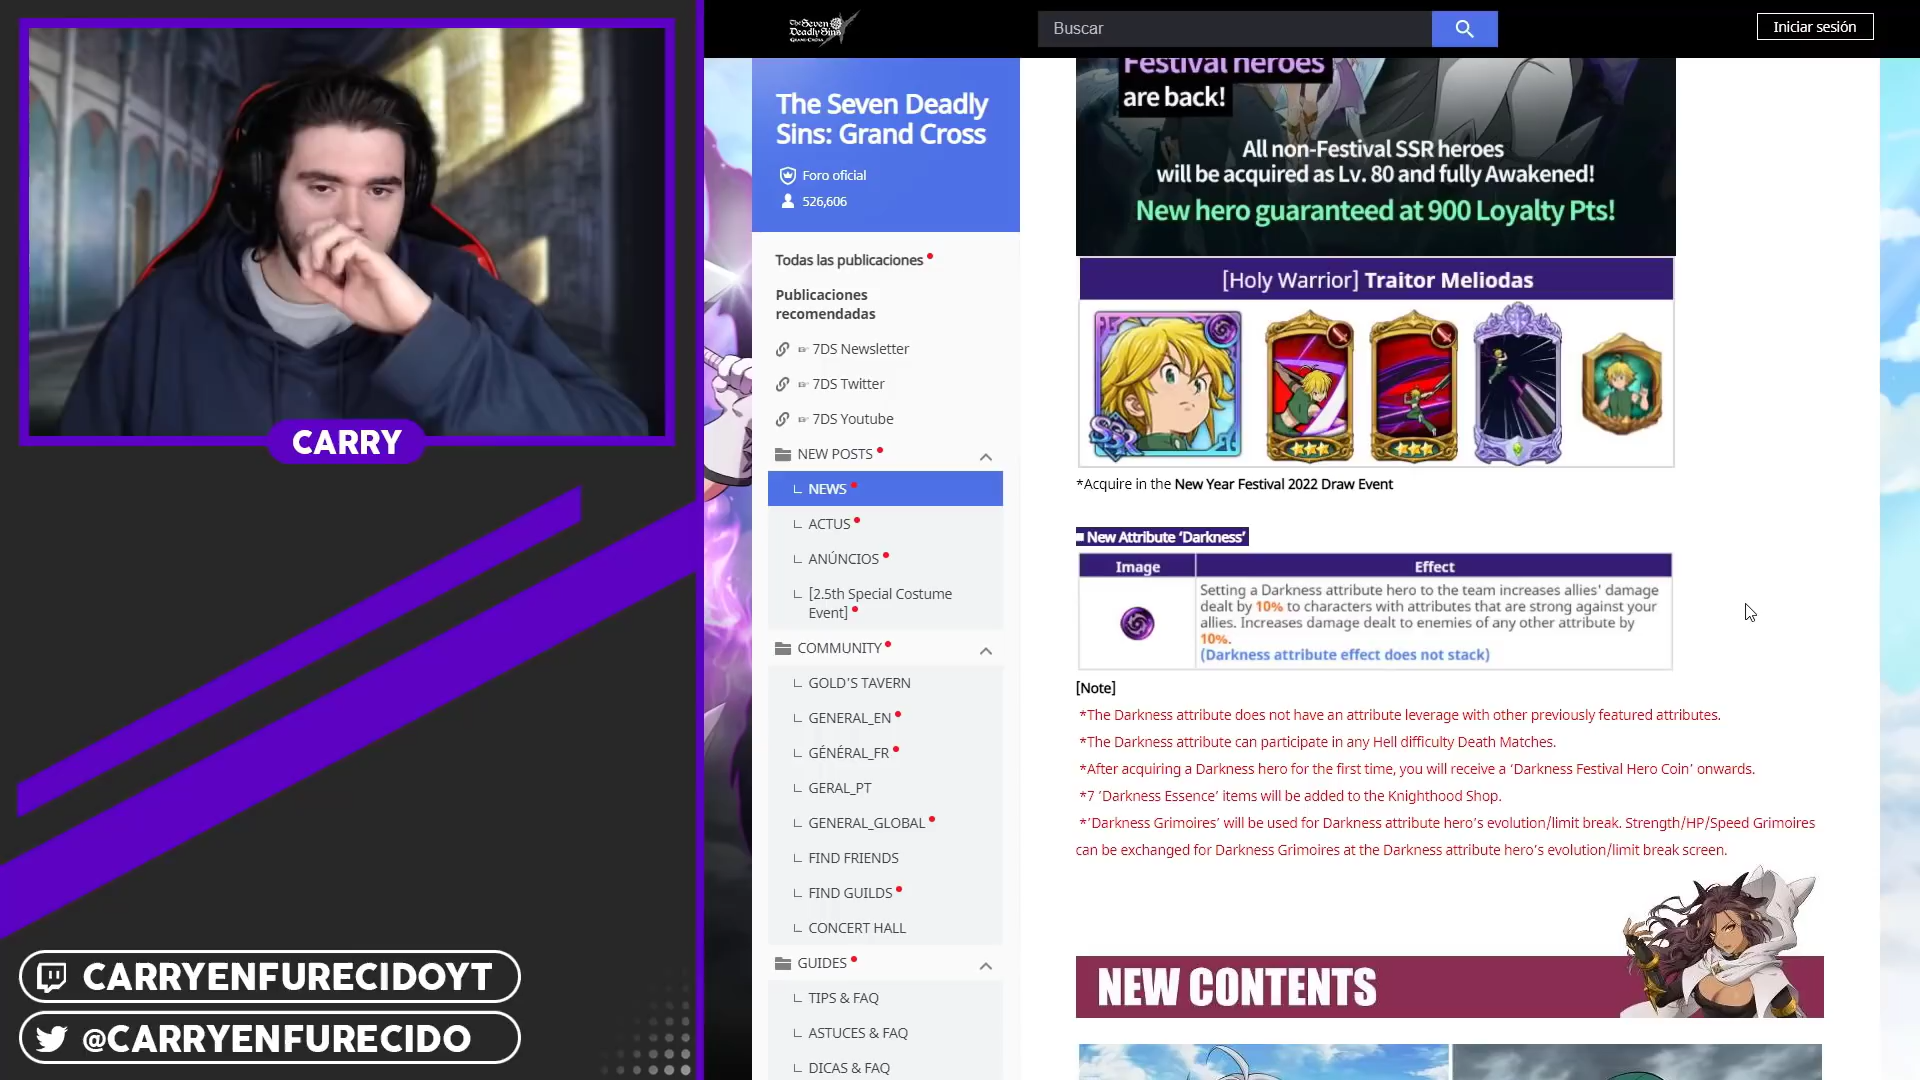 CARRY
CARRYENFURECIDOYT
@CARRYENFURECIDO
The Seven
Deadly Sins
GRAND CROSS
Buscar
Iniciar sesión
The Seven Deadly
Sins: Grand Cross
Foro oficial
526,606
Todas las publicaciones
Publicaciones
recomendadas
☞ 7DS Newsletter
☞ 7DS Twitter
☞ 7DS Youtube
NEW POSTS
NEWS
ACTUS
ANÚNCIOS
[2.5th Special Costume
Event]
COMMUNITY
GOLD'S TAVERN
GENERAL_EN
GÉNÉRAL_FR
GERAL_PT
GENERAL_GLOBAL
FIND FRIENDS
FIND GUILDS
CONCERT HALL
GUIDES
TIPS & FAQ
ASTUCES & FAQ
DICAS & FAQ
Festival heroes
are back!
All non-Festival SSR heroes
will be acquired as Lv. 80 and fully Awakened!
New hero guaranteed at 900 Loyalty Pts!
[Holy Warrior] Traitor Meliodas
SSR
*Acquire in the New Year Festival 2022 Draw Event
■ New Attribute ‘Darkness’
Image Effect
Setting a Darkness attribute hero to the team increases allies' damage
dealt by 10% to characters with attributes that are strong against your
allies. Increases damage dealt to enemies of any other attribute by
10%.
(Darkness attribute effect does not stack)
[Note]
*The Darkness attribute does not have an attribute leverage with other previously featured attributes.
*The Darkness attribute can participate in any Hell difficulty Death Matches.
*After acquiring a Darkness hero for the first time, you will receive a ‘Darkness Festival Hero Coin’ onwards.
*7 ‘Darkness Essence’ items will be added to the Knighthood Shop.
*‘Darkness Grimoires’ will be used for Darkness attribute hero’s evolution/limit break. Strength/HP/Speed Grimoires
can be exchanged for Darkness Grimoires at the Darkness attribute hero’s evolution/limit break screen.
NEW CONTENTS